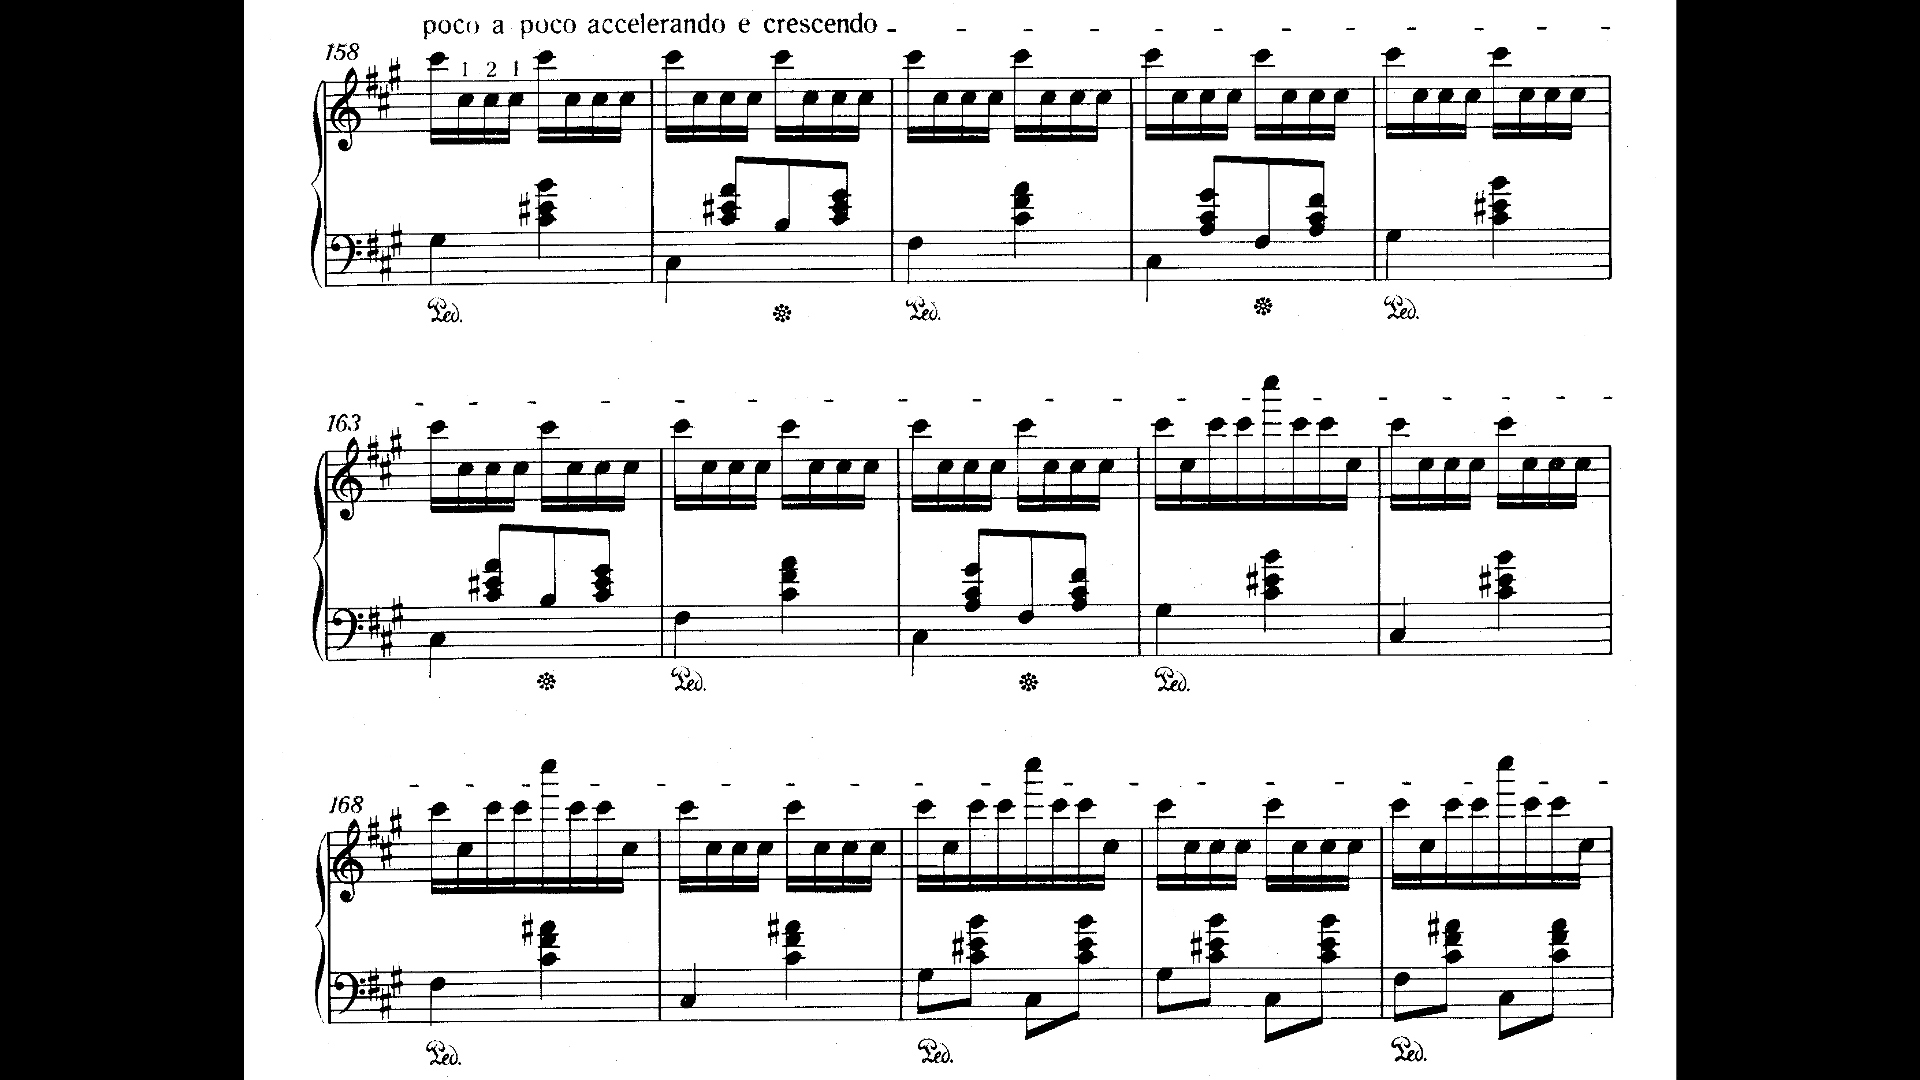 poco a poco accelerando e crescendo
158
1 2 1
Ped. Ped. Ped.
163
Ped. Ped.
168
Ped. Ped. Ped.